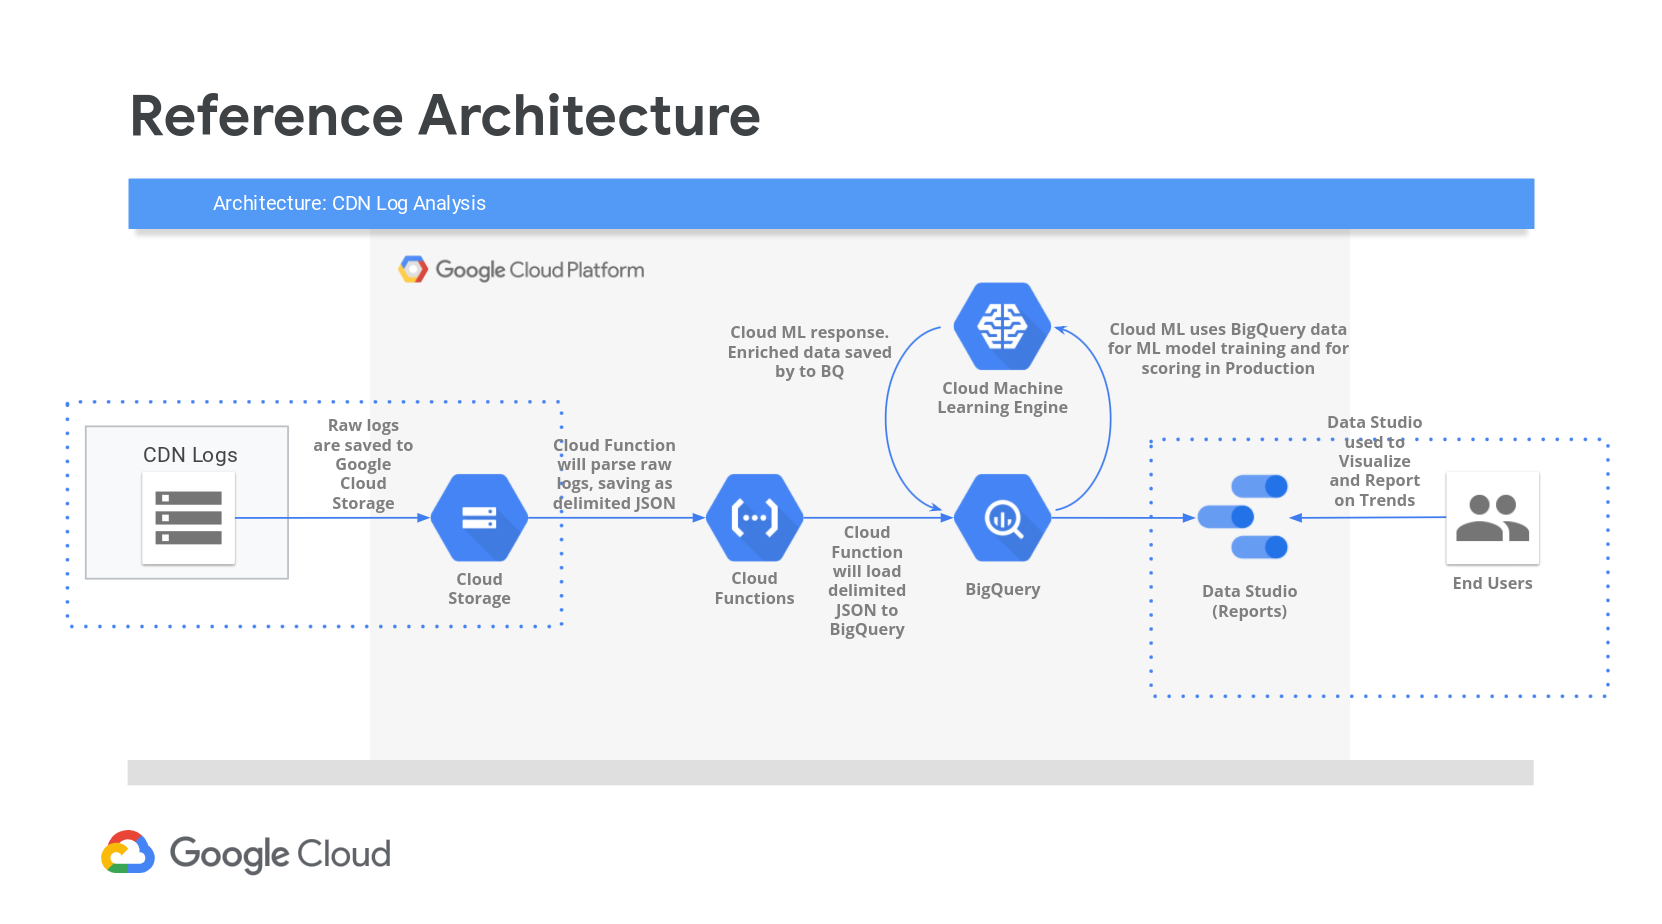 Reference Architecture
Architecture: CDN Log Analysis
Google Cloud Platform
Cloud ML response.
Enriched data saved
by to BQ
Cloud Machine
Learning Engine
Cloud ML uses BigQuery data
for ML model training and for
scoring in Production
CDN Logs
Raw logs
are saved to
Google
Cloud
Storage
Cloud
Storage
Cloud Function
will parse raw
logs, saving as
delimited JSON
Cloud
Functions
Cloud
Function
will load
delimited
JSON to
BigQuery
BigQuery
Data Studio
(Reports)
Data Studio
used to
Visualize
and Report
on Trends
End Users
Google Cloud